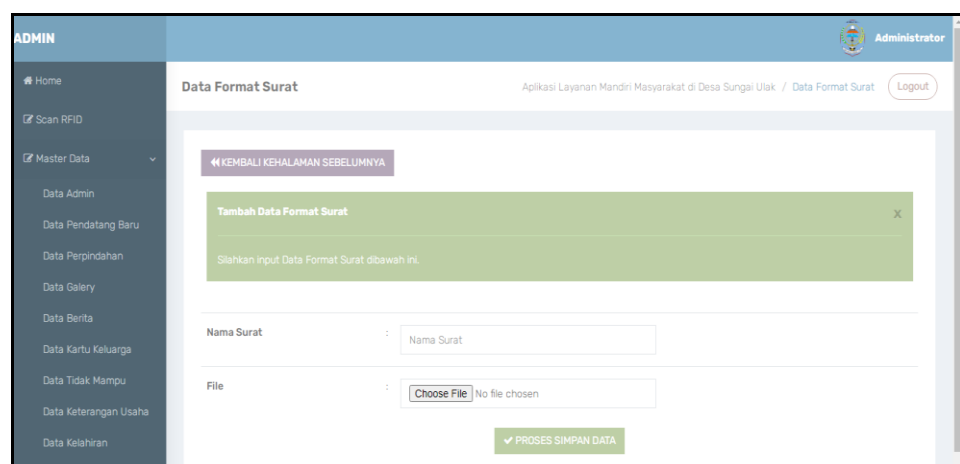 ADMIN
Administrator
Home
Scan RFID
Master Data
Data Admin
Data Pendatang Baru
Data Perpindahan
Data Galery
Data Berita
Data Kartu Keluarga
Data Tidak Mampu
Data Keterangan Usaha
Data Kelahiran
Data Format Surat
Aplikasi Layanan Mandiri Masyarakat di Desa Sungai Ulak / Data Format Surat
Logout
KEMBALI KEHALAMAN SEBELUMNYA
Tambah Data Format Surat
X
Silahkan input Data Format Surat dibawah ini.
Nama Surat : Nama Surat
File : Choose File No file chosen
PROSES SIMPAN DATA